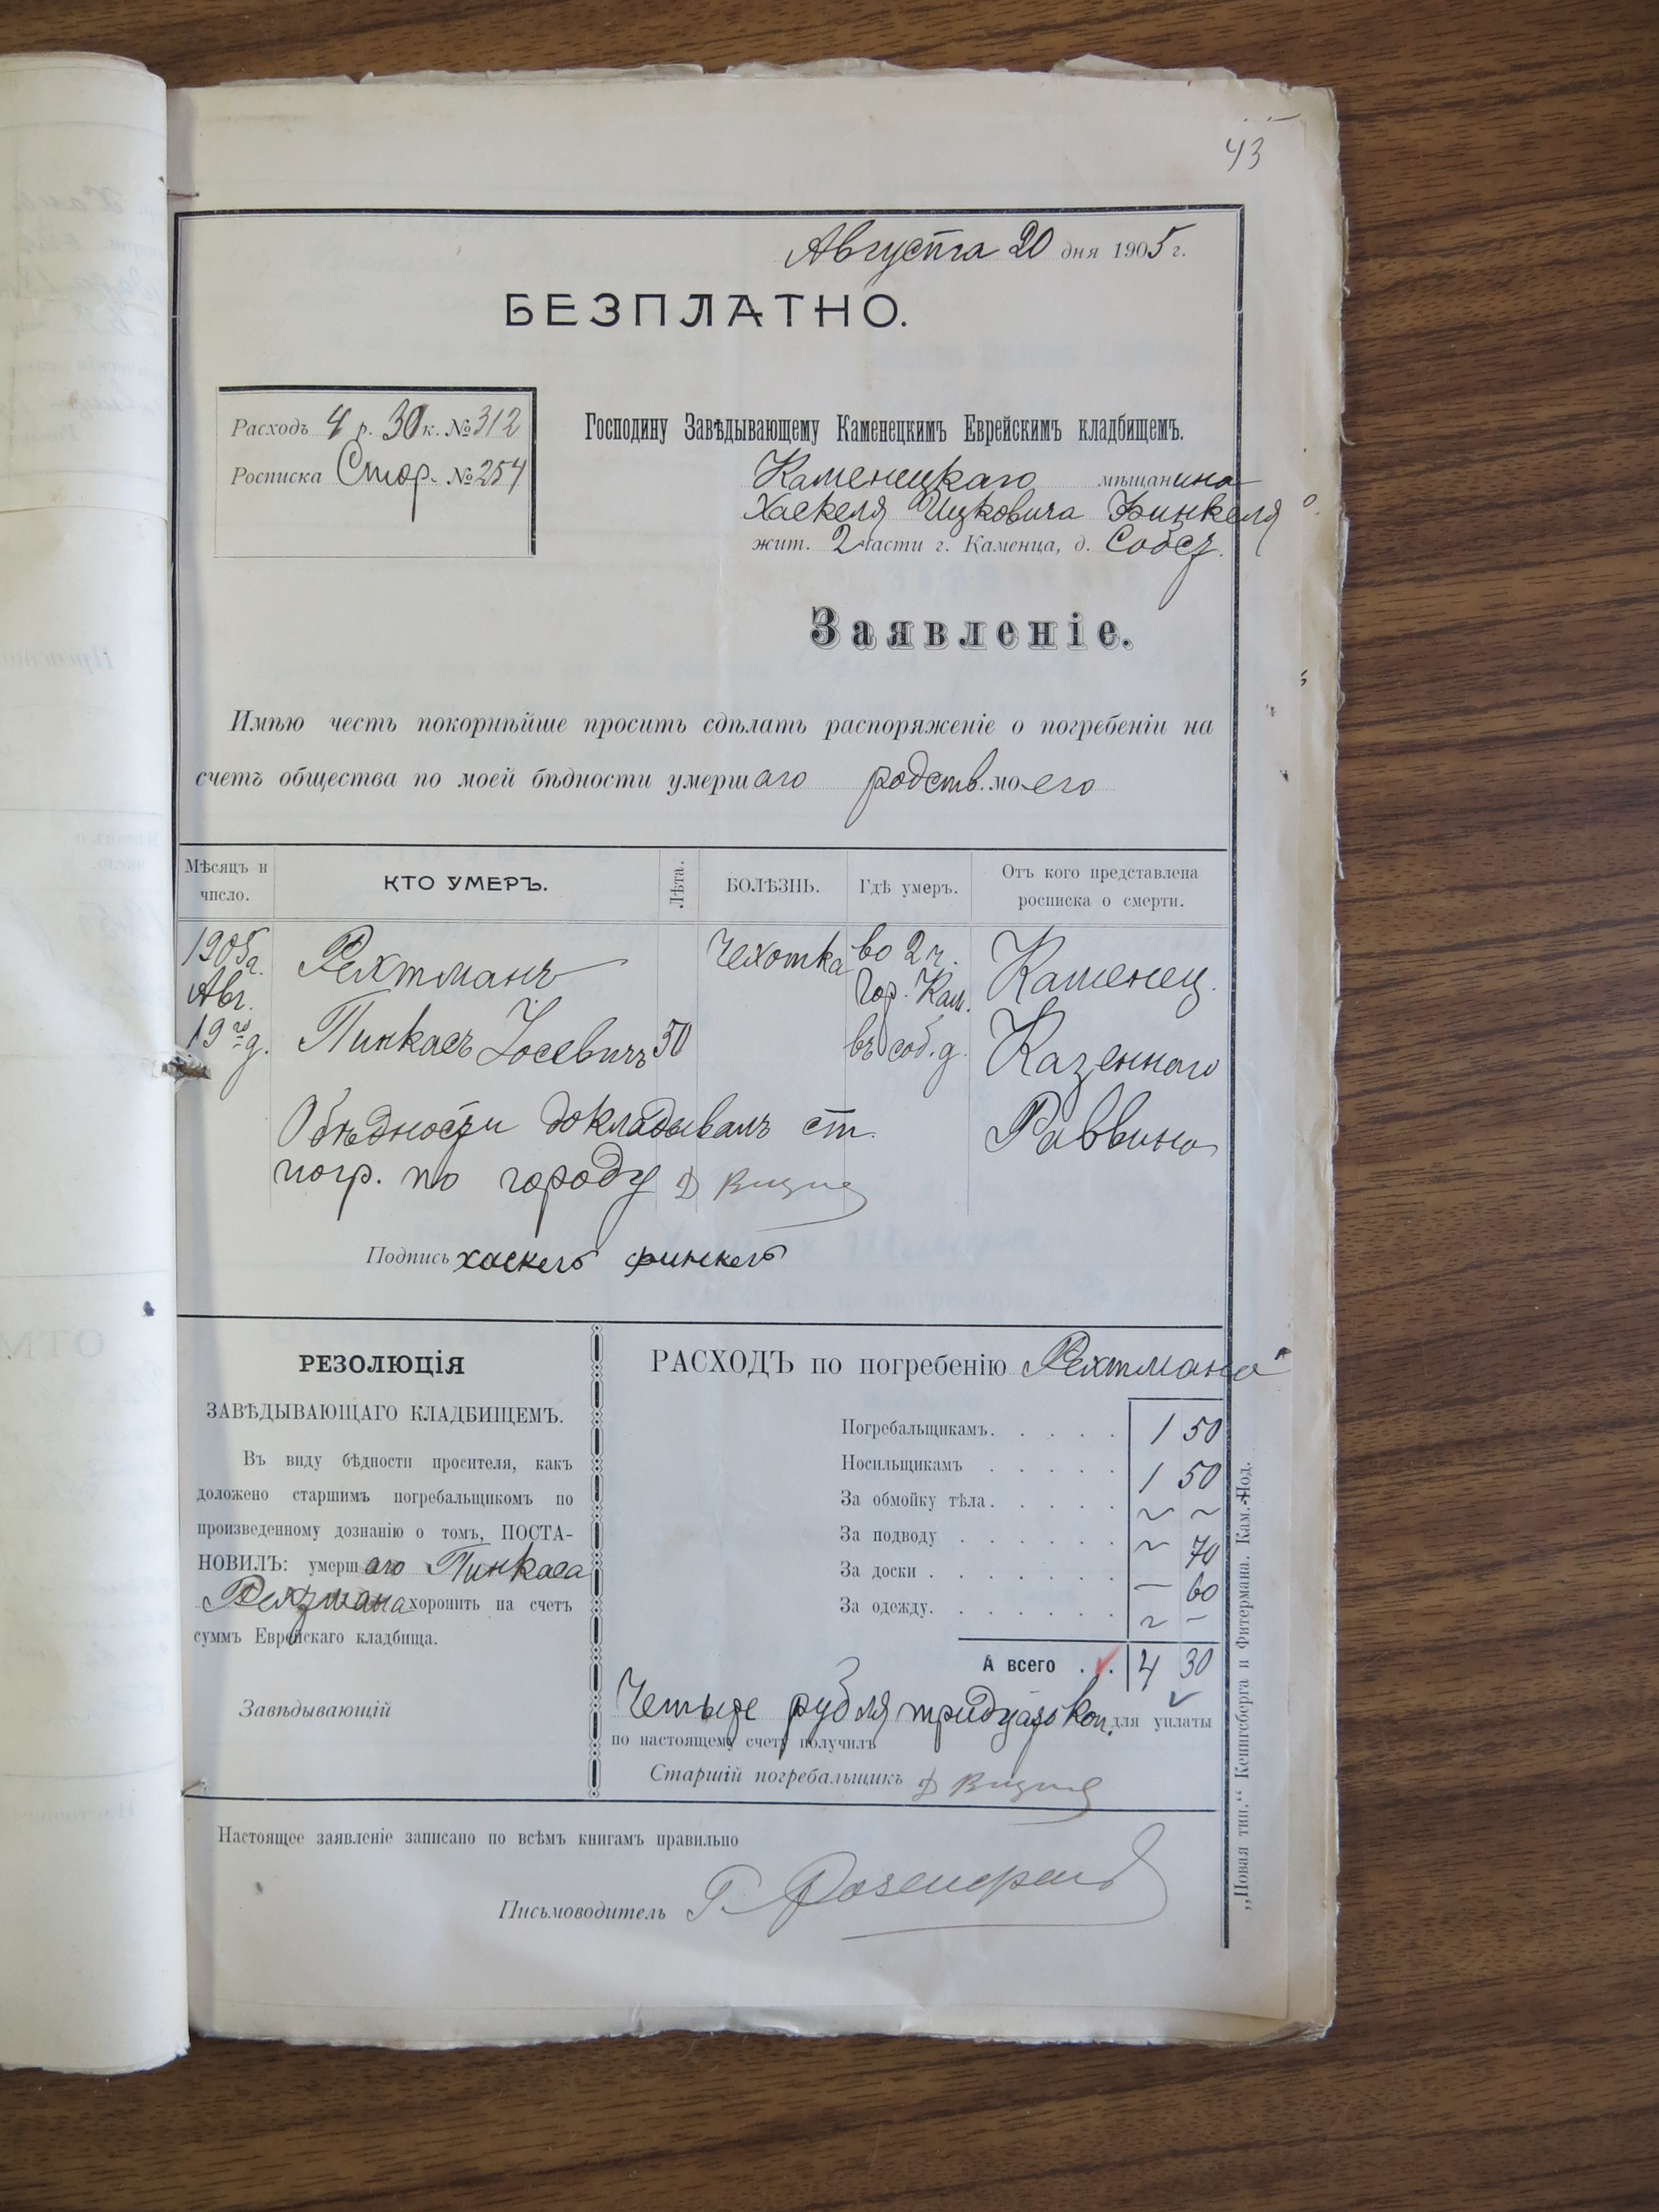 43
Августа 20 дня 1905 г.
БЕЗПЛАТНО.
Расходъ 4 р. 30 к. № 312
Росписка Стор. № 254
Господину Завѣдывающему Каменецкимъ Еврейскимъ кладбищемъ.
Каменецкаго мѣщанина
Хаскеля Ицковича Финкеля
жит. 2 части г. Каменца, д. Собст.
Заявленіе.
Имѣю честь покорнѣйше просить сдѣлать распоряженіе о погребеніи на
счетъ общества по моей бѣдности умершаго родств. моего
Мѣсяцъ и число.
КТО УМЕРЪ.
Лѣта.
БОЛѢЗНЬ.
Гдѣ умеръ.
Отъ кого представлена росписка о смерти.
1905 г. Авг. 19 го д.
Рехтманъ
Пинкасъ Іосевичъ
50
Чехотка
во 2 ч.
гор. Кам.
въ соб. д.
Каменец.
Казеннаго
Раввина
О бѣдности докладывалъ ст.
погр. по городу Д
Подпись хаскель финкель
РЕЗОЛЮЦІЯ
ЗАВѢДЫВАЮЩАГО КЛАДБИЩЕМЪ.
Въ виду бѣдности просителя, какъ
доложено старшимъ погребальщикомъ по
произведенному дознанію о томъ, ПОСТА-
НОВИЛЪ: умершаго Пинкаса
Рехтмана хоронить на счетъ
суммъ Еврейскаго кладбища.
Завѣдывающій
РАСХОДЪ по погребенію Рехтмана
Погребальщикамъ. . . . . 1 50
Носильщикамъ . . . . . 1 50
За обмойку тѣла. . . . . ~ ~
За подводу . . . . . . ~ 70
За доски . . . . . . . — 60
За одежду. . . . . . . ~ –
А всего . . 4 30
Четыре рубля тридцать коп. для уплаты
по настоящему счету получилъ
Старшій погребальщикъ Д
Настоящее заявленіе записано по всѣмъ книгамъ правильно
Письмоводитель Г.
„Новая тип.“ Кенигсберга и Фитермана. Кам.-Под.